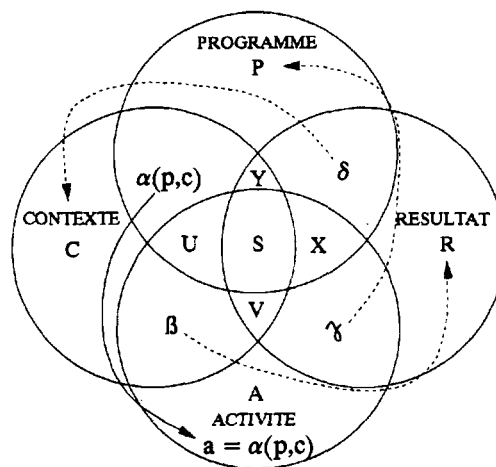 PROGRAMME
P
α(p,c)
Y
δ
CONTEXTE
C
U
S
X
RESULTAT
R
V
ß
γ
A
ACTIVITE
a = α(p,c)